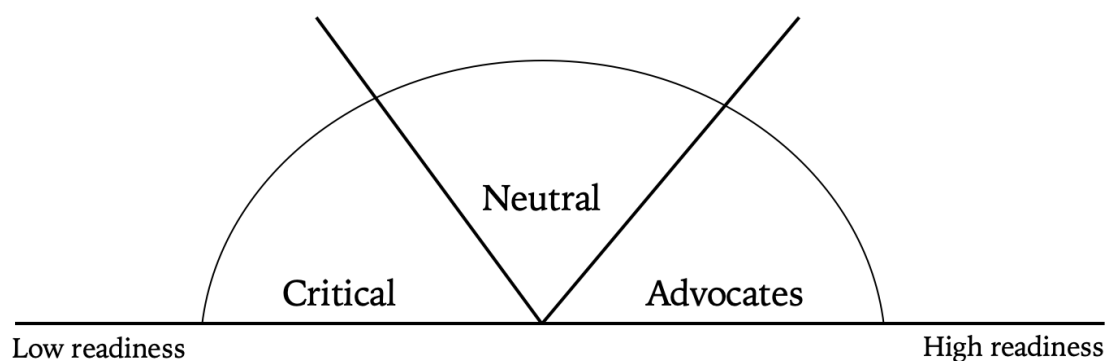 Neutral
Critical
Advocates
Low readiness
High readiness